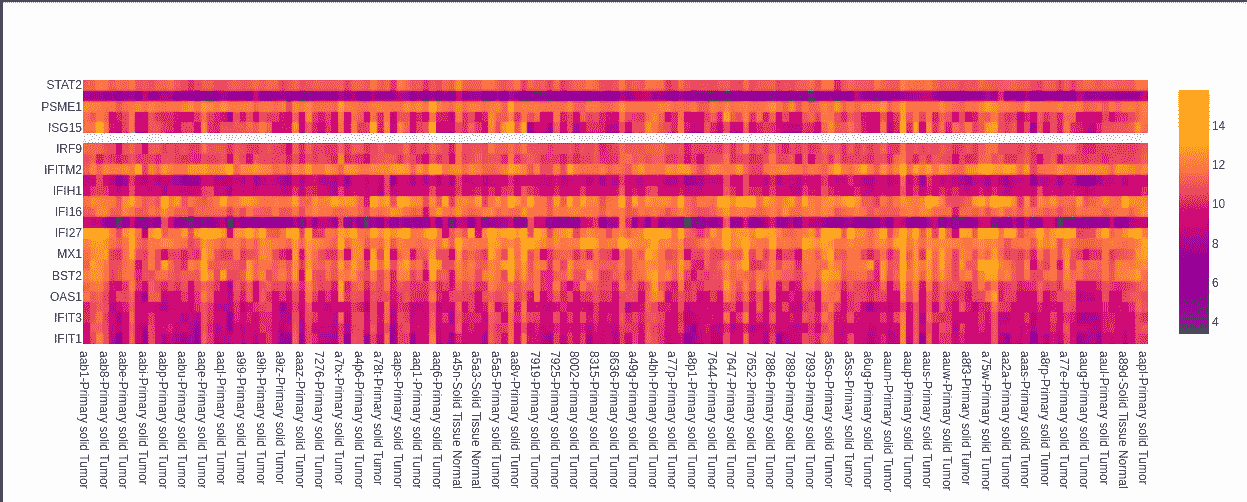 STAT2
PSME1
ISG15
IRF9
IFITM2
IFIH1
IFI16
IFI27
MX1
BST2
OAS1
IFIT3
IFIT1
14
12
10
8
6
4
aab1-Primary solid Tumor
aab8-Primary solid Tumor
aabe-Primary solid Tumor
aabi-Primary solid Tumor
aabp-Primary solid Tumor
aabu-Primary solid Tumor
aaqe-Primary solid Tumor
aaql-Primary solid Tumor
a9i9-Primary solid Tumor
a9ih-Primary solid Tumor
a9iz-Primary solid Tumor
aaaz-Primary solid Tumor
7276-Primary solid Tumor
a7bx-Primary solid Tumor
a4p6-Primary solid Tumor
a78t-Primary solid Tumor
aaps-Primary solid Tumor
aaq1-Primary solid Tumor
aaq6-Primary solid Tumor
a45n-Solid Tissue Normal
a5a3-Solid Tissue Normal
a5a5-Primary solid Tumor
aa8v-Primary solid Tumor
7919-Primary solid Tumor
7925-Primary solid Tumor
8002-Primary solid Tumor
8315-Primary solid Tumor
8636-Primary solid Tumor
a49g-Primary solid Tumor
a4bh-Primary solid Tumor
a77p-Primary solid Tumor
a8p1-Primary solid Tumor
7644-Primary solid Tumor
7647-Primary solid Tumor
7652-Primary solid Tumor
7886-Primary solid Tumor
7889-Primary solid Tumor
7893-Primary solid Tumor
a5so-Primary solid Tumor
a5ss-Primary solid Tumor
a6ug-Primary solid Tumor
aaum-Primary solid Tumor
aaup-Primary solid Tumor
aaus-Primary solid Tumor
aauw-Primary solid Tumor
a8f3-Primary solid Tumor
a75w-Primary solid Tumor
aa2a-Primary solid Tumor
aaas-Primary solid Tumor
a8rp-Primary solid Tumor
a77e-Primary solid Tumor
aaug-Primary solid Tumor
aaul-Primary solid Tumor
a89d-Solid Tissue Normal
aapl-Primary solid Tumor